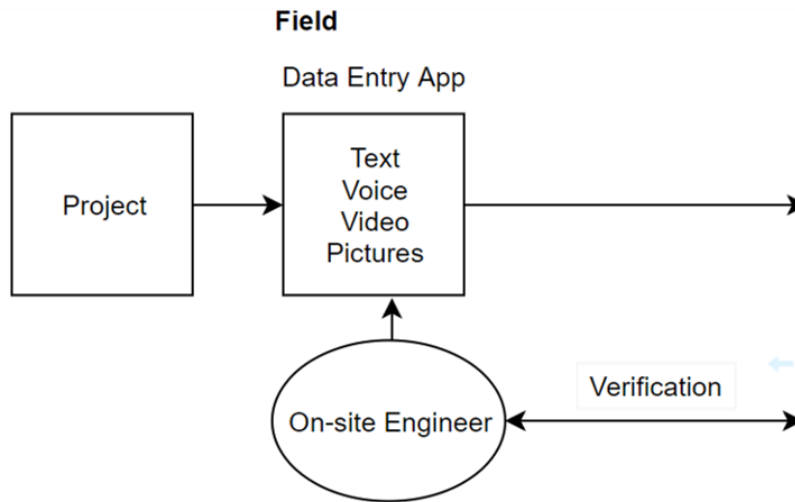 Field
Data Entry App
Project
Text
Voice
Video
Pictures
On-site Engineer
Verification